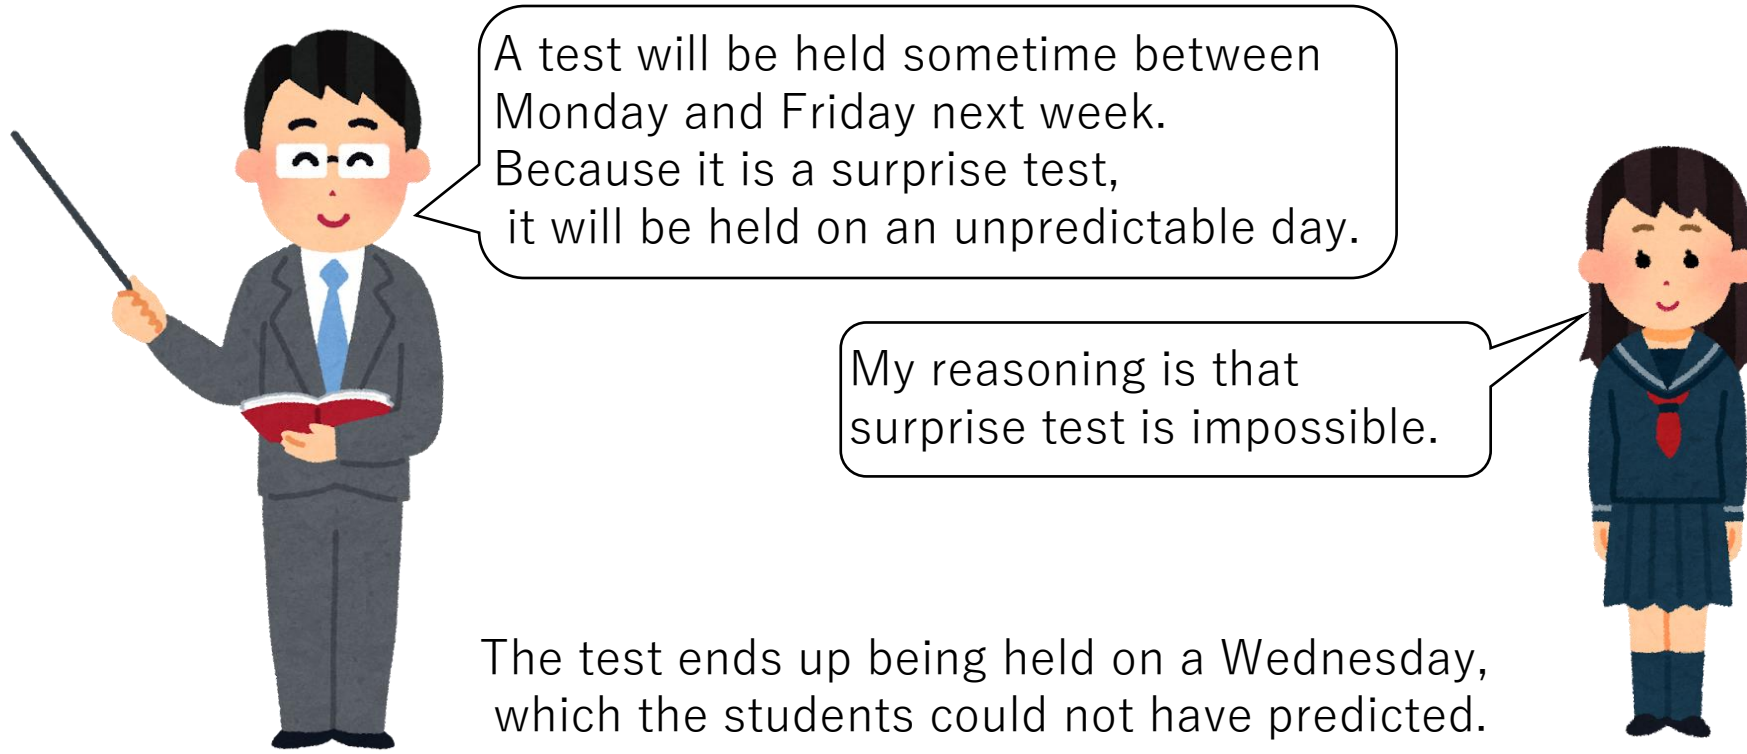 A test will be held sometime between
Monday and Friday next week.
Because it is a surprise test,
it will be held on an unpredictable day.
My reasoning is that
surprise test is impossible.
The test ends up being held on a Wednesday,
which the students could not have predicted.